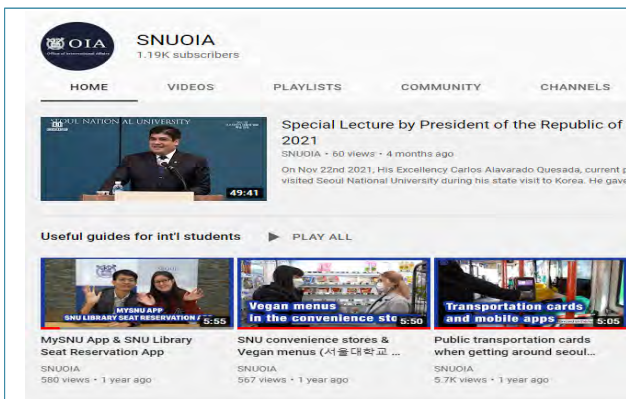 OIA
Office of International Affairs
SNUOIA
1.19K subscribers
HOME
VIDEOS
PLAYLISTS
COMMUNITY
CHANNELS
UL NATIONAL UNIVERSITY
49:41
Special Lecture by President of the Republic of
2021
SNUOIA • 60 views • 4 months ago
On Nov 22nd 2021, His Excellency Carlos Alavarado Quesada, current p
visited Seoul National University during his state visit to Korea. He gave
Useful guides for int'l students
PLAY ALL
MYSNU APP
SNU LIBRARY SEAT RESERVATION
5:55
MySNU App & SNU Library
Seat Reservation App
SNUOIA
580 views • 1 year ago
Vegan menus
In the convenience sto
5:50
SNU convenience stores &
Vegan menus (서울대학교 ...
SNUOIA
567 views • 1 year ago
Transportation cards
and mobile apps
5:05
Public transportation cards
when getting around seoul...
SNUOIA
5.7K views • 1 year ago